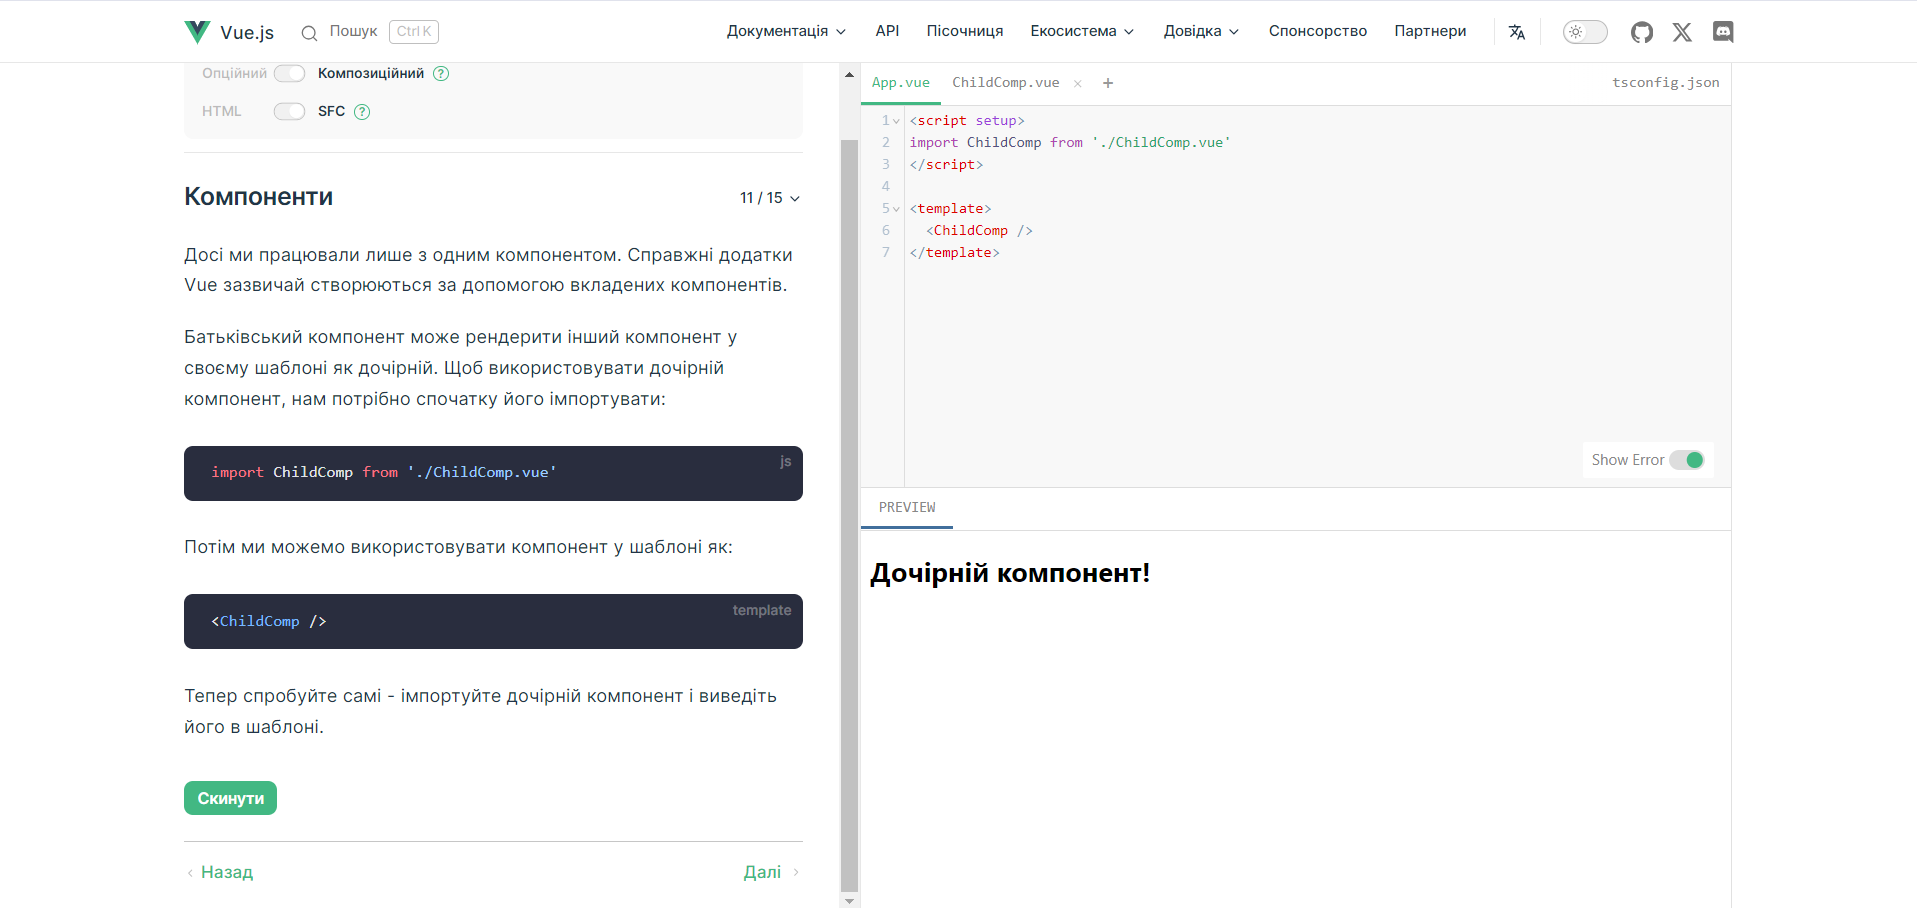 Vue.js
Пошук
Ctrl K
Документація
API
Пісочниця
Екосистема
Довідка
Спонсорство
Партнери
Опційний Композиційний ?
HTML SFC ?
Компоненти
11 / 15
Досі ми працювали лише з одним компонентом. Справжні додатки
Vue зазвичай створюються за допомогою вкладених компонентів.
Батьківський компонент може рендерити інший компонент у
своєму шаблоні як дочірній. Щоб використовувати дочірній
компонент, нам потрібно спочатку його імпортувати:
js
import ChildComp from './ChildComp.vue'
Потім ми можемо використовувати компонент у шаблоні як:
template
<ChildComp />
Тепер спробуйте самі - імпортуйте дочірній компонент і виведіть
його в шаблоні.
Скинути
‹ Назад
Далі ›
App.vue
ChildComp.vue × +
tsconfig.json
1 <script setup>
2 import ChildComp from './ChildComp.vue'
3 </script>
4
5 <template>
6 <ChildComp />
7 </template>
Show Error
PREVIEW
Дочірній компонент!